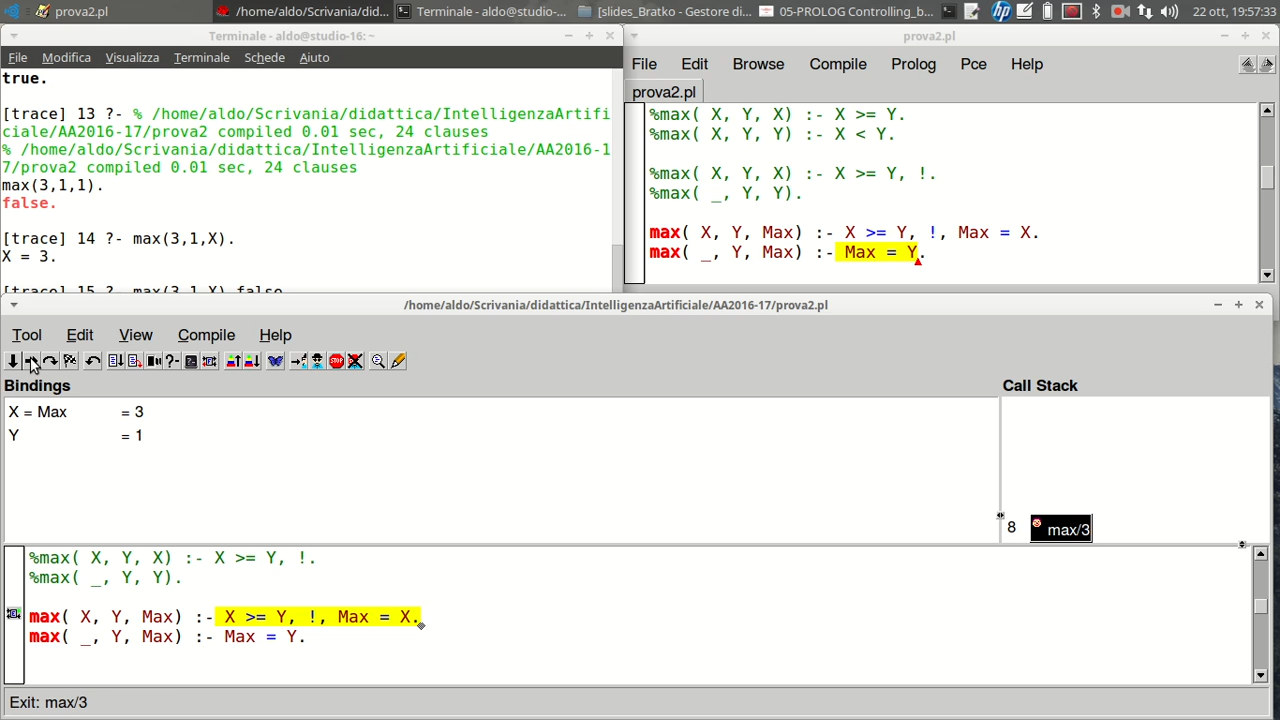 prova2.pl
/home/aldo/Scrivania/did...
Terminale - aldo@studio-...
[slides_Bratko - Gestore di...
05-PROLOG Controlling_b...
22 ott, 19:57:33
Terminale - aldo@studio-16: ~
File Modifica Visualizza Terminale Schede Aiuto
true.
[trace] 13 ?- % /home/aldo/Scrivania/didattica/IntelligenzaArtifi
ciale/AA2016-17/prova2 compiled 0.01 sec, 24 clauses
% /home/aldo/Scrivania/didattica/IntelligenzaArtificiale/AA2016-1
7/prova2 compiled 0.01 sec, 24 clauses
max(3,1,1).
false.
[trace] 14 ?- max(3,1,X).
X = 3.
[trace] 15 ?- max(3,1,X),false.
prova2.pl
File Edit Browse Compile Prolog Pce Help
prova2.pl
%max( X, Y, X) :- X >= Y.
%max( X, Y, Y) :- X < Y.
%max( X, Y, X) :- X >= Y, !.
%max( _, Y, Y).
max( X, Y, Max) :- X >= Y, !, Max = X.
max( _, Y, Max) :- Max = Y.
/home/aldo/Scrivania/didattica/IntelligenzaArtificiale/AA2016-17/prova2.pl
Tool Edit View Compile Help
Bindings
X = Max = 3
Y = 1
Call Stack
8 max/3
%max( X, Y, X) :- X >= Y, !.
%max( _, Y, Y).
max( X, Y, Max) :- X >= Y, !, Max = X.
max( _, Y, Max) :- Max = Y.
Exit: max/3